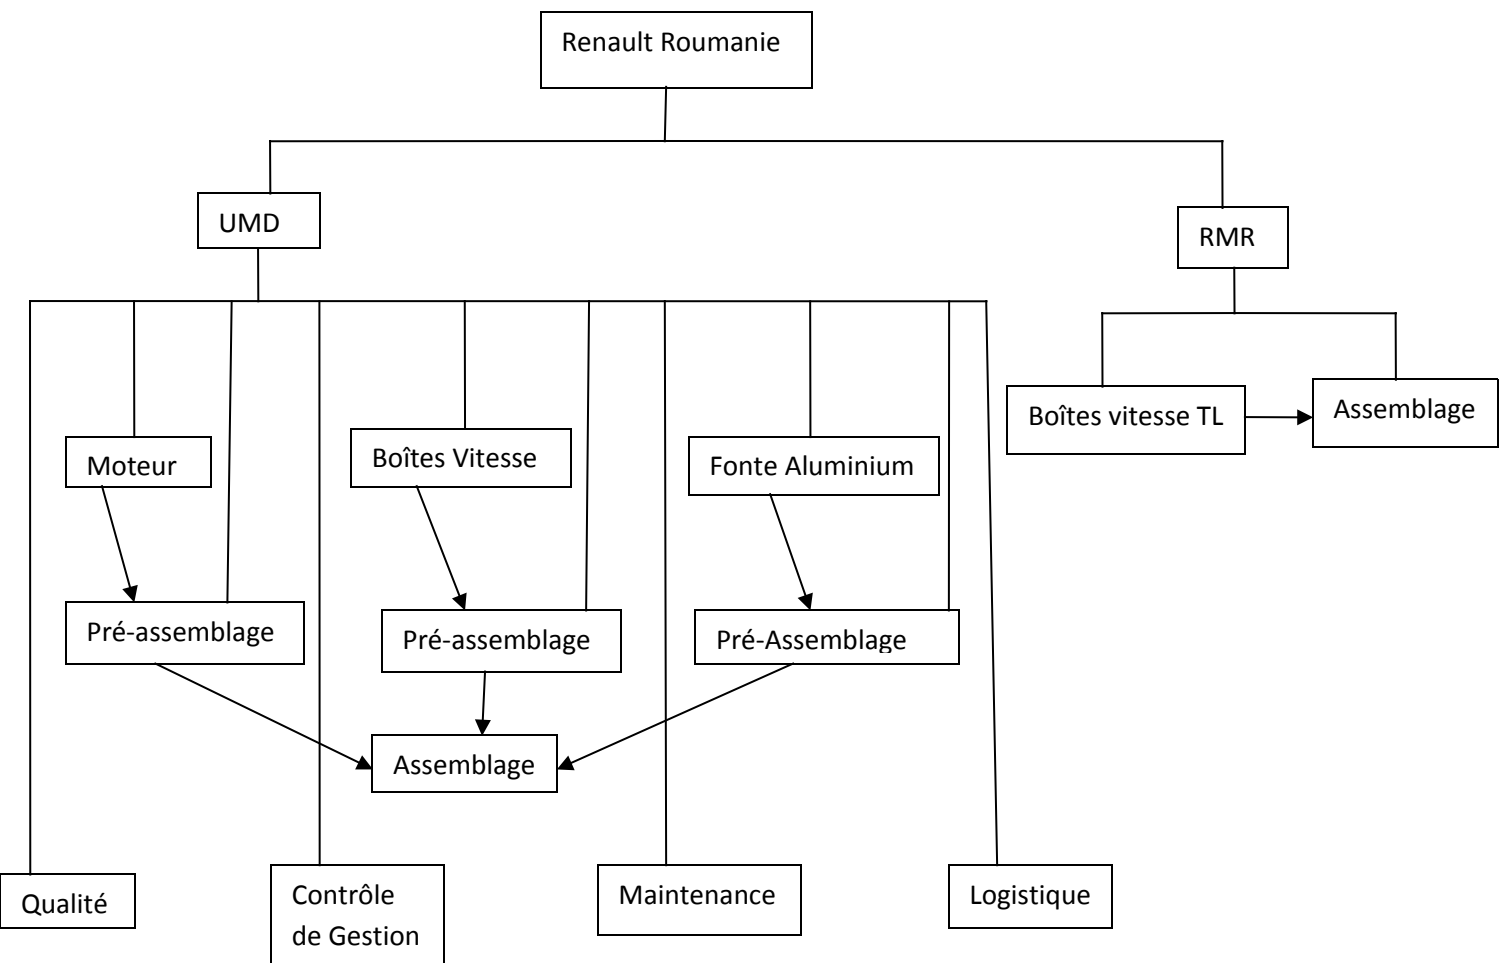 Renault Roumanie
UMD
RMR
Boîtes vitesse TL
Assemblage
Moteur
Boîtes Vitesse
Fonte Aluminium
Pré-assemblage
Pré-assemblage
Pré-Assemblage
Assemblage
Qualité
Contrôle
de Gestion
Maintenance
Logistique